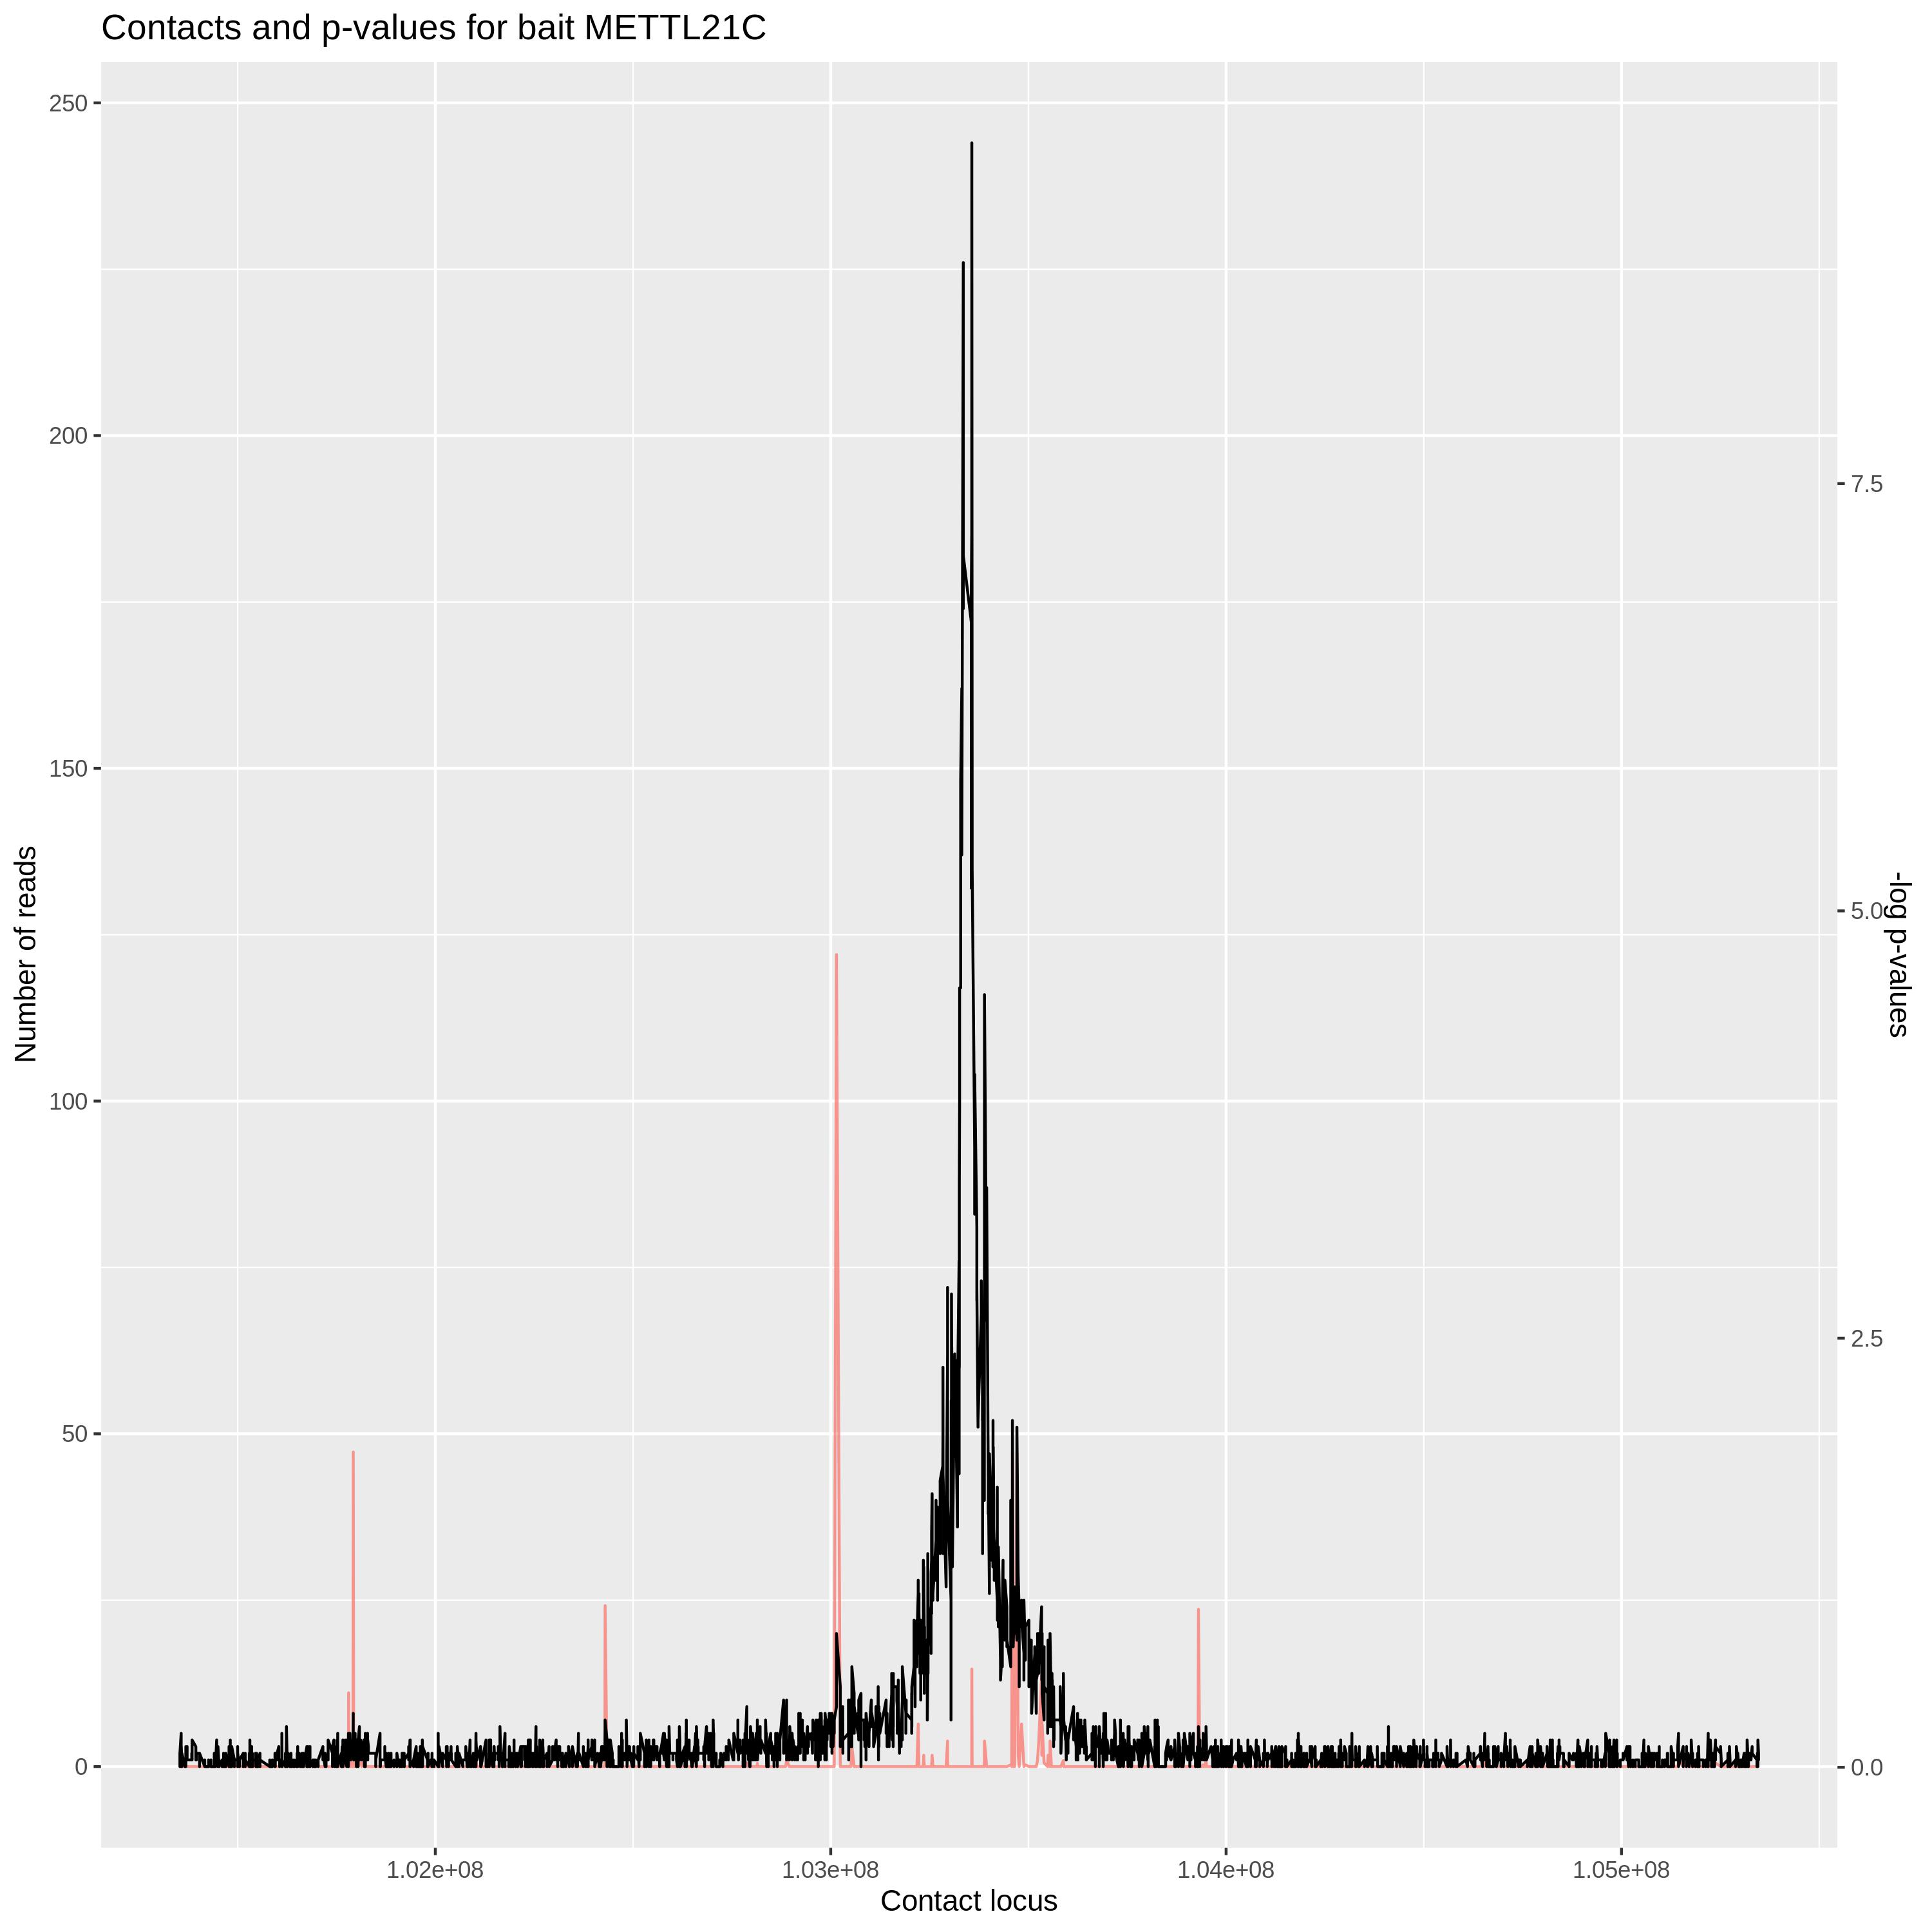 Contacts and p-values for bait METTL21C
250
200
150
100
50
0
Number of reads
7.5
5.0
2.5
0.0
-log p-values
1.02e+08
1.03e+08
1.04e+08
1.05e+08
Contact locus